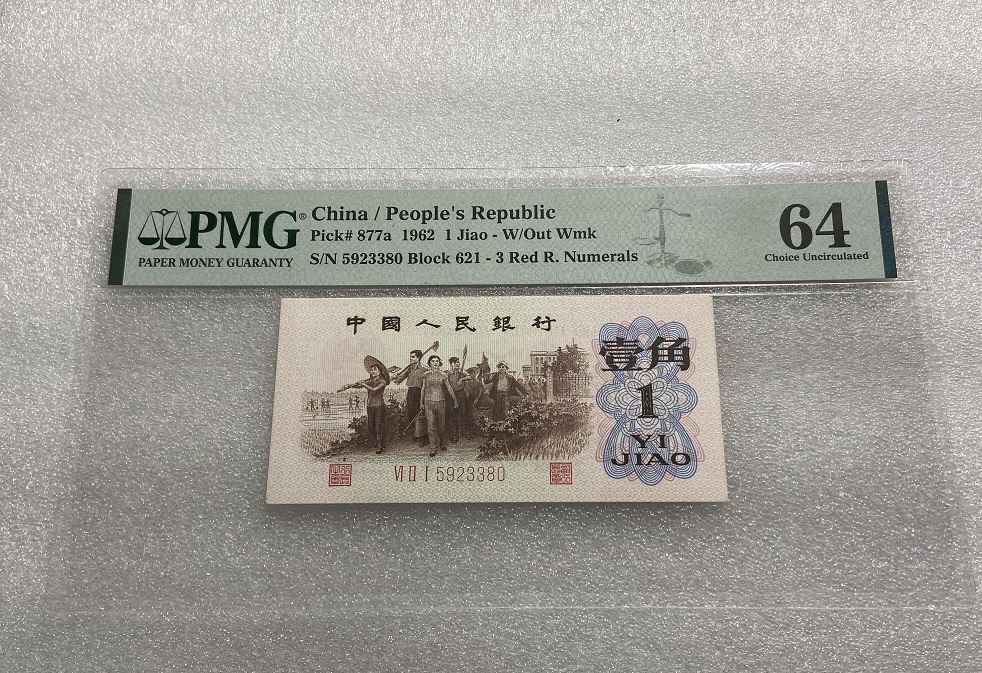 PMG®
PAPER MONEY GUARANTY
China / People's Republic
Pick# 877a 1962 1 Jiao - W/Out Wmk
S/N 5923380 Block 621 - 3 Red R. Numerals
64
Choice Uncirculated
中國人民銀行
壹角
1
YI
JIAO
VI II I 5923380